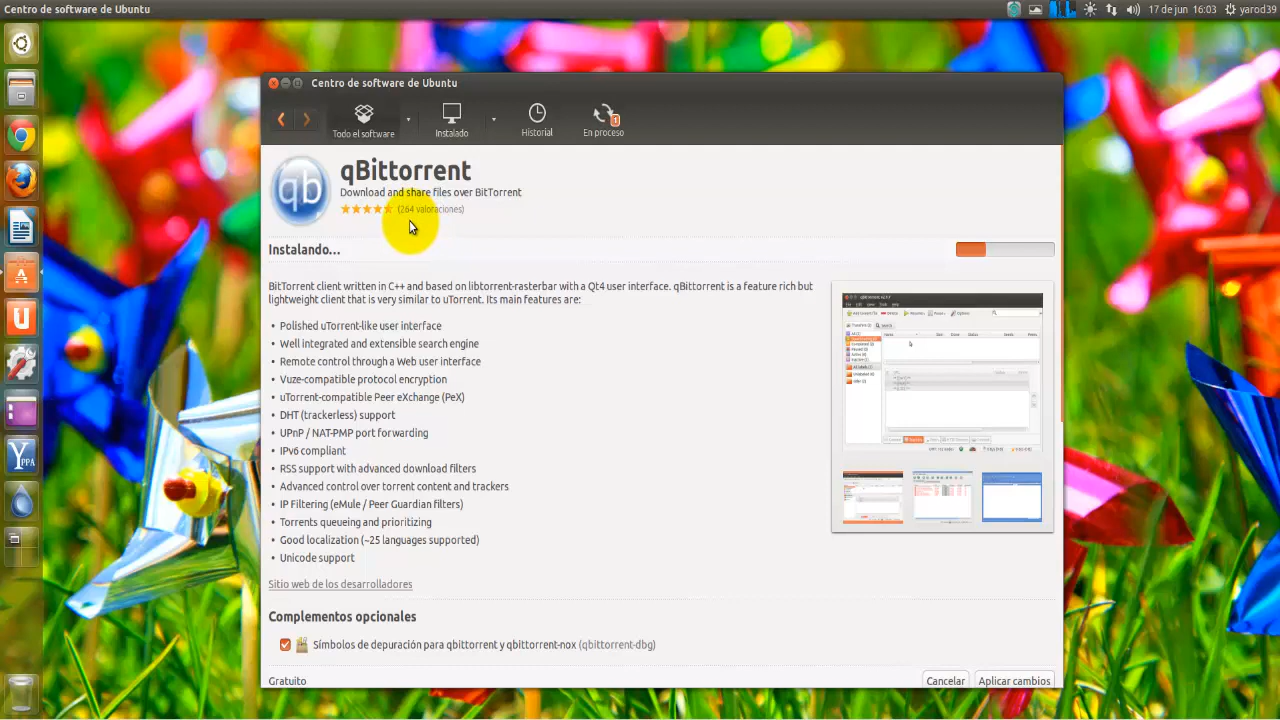 Centro de software de Ubuntu
17 de jun 16:03
yarod39
Centro de software de Ubuntu
Todo el software
Instalado
Historial
En proceso
1
qb
qBittorrent
Download and share files over BitTorrent
(264 valoraciones)
Instalando...
BitTorrent client written in C++ and based on libtorrent-rasterbar with a Qt4 user interface. qBittorrent is a feature rich but
lightweight client that is very similar to uTorrent. Its main features are:
• Polished uTorrent-like user interface
• Well integrated and extensible search engine
• Remote control through a Web user interface
• Vuze-compatible protocol encryption
• uTorrent-compatible Peer eXchange (PeX)
• DHT (trackerless) support
• UPnP / NAT-PMP port forwarding
• IPv6 compliant
• RSS support with advanced download filters
• Advanced control over torrent content and trackers
• IP Filtering (eMule / Peer Guardian filters)
• Torrents queueing and prioritizing
• Good localization (~25 languages supported)
• Unicode support
Sitio web de los desarrolladores
Complementos opcionales
Símbolos de depuración para qbittorrent y qbittorrent-nox (qbittorrent-dbg)
Gratuito
Cancelar
Aplicar cambios
U
Y PPA